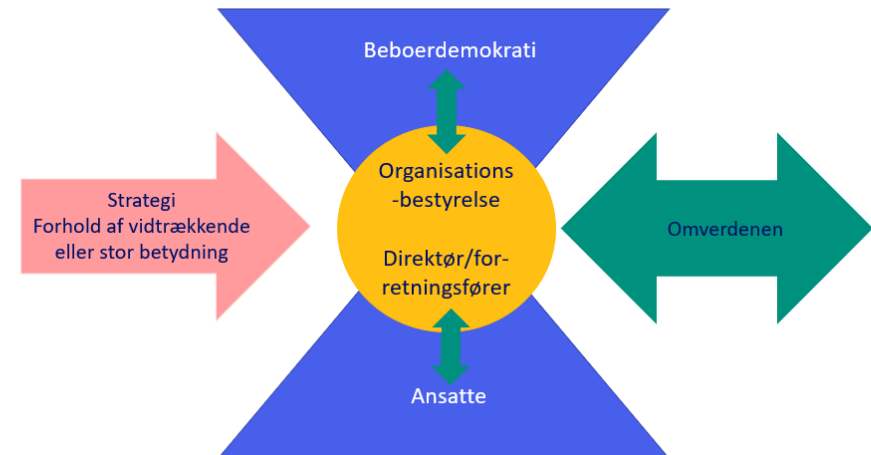 Beboerdemokrati
Strategi
Forhold af vidtrækkende
eller stor betydning
Organisations
-bestyrelse
Direktør/for-
retningsfører
Omverdenen
Ansatte